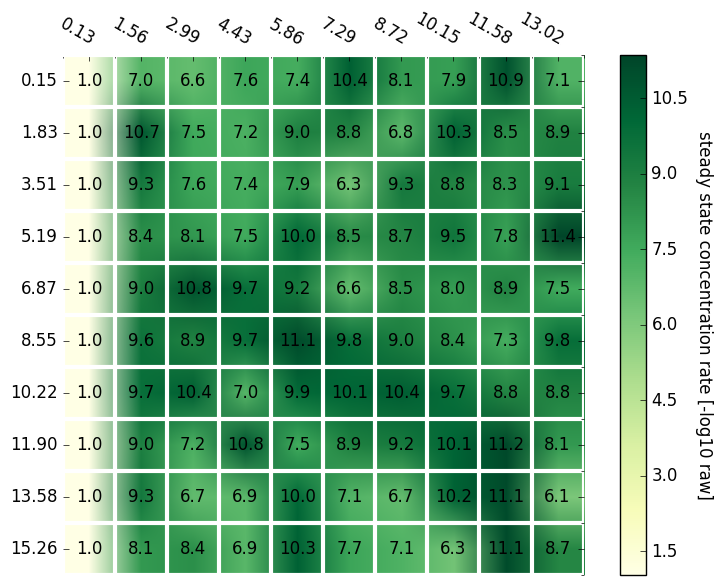 0.13 1.56 2.99 4.43 5.86 7.29 8.72 10.15 11.58 13.02
0.15 1.0 7.0 6.6 7.6 7.4 10.4 8.1 7.9 10.9 7.1
1.83 1.0 10.7 7.5 7.2 9.0 8.8 6.8 10.3 8.5 8.9
3.51 1.0 9.3 7.6 7.4 7.9 6.3 9.3 8.8 8.3 9.1
5.19 1.0 8.4 8.1 7.5 10.0 8.5 8.7 9.5 7.8 11.4
6.87 1.0 9.0 10.8 9.7 9.2 6.6 8.5 8.0 8.9 7.5
8.55 1.0 9.6 8.9 9.7 11.1 9.8 9.0 8.4 7.3 9.8
10.22 1.0 9.7 10.4 7.0 9.9 10.1 10.4 9.7 8.8 8.8
11.90 1.0 9.0 7.2 10.8 7.5 8.9 9.2 10.1 11.2 8.1
13.58 1.0 9.3 6.7 6.9 10.0 7.1 6.7 10.2 11.1 6.1
15.26 1.0 8.1 8.4 6.9 10.3 7.7 7.1 6.3 11.1 8.7
10.5
9.0
7.5
6.0
4.5
3.0
1.5
steady state concentration rate [-log10 raw]